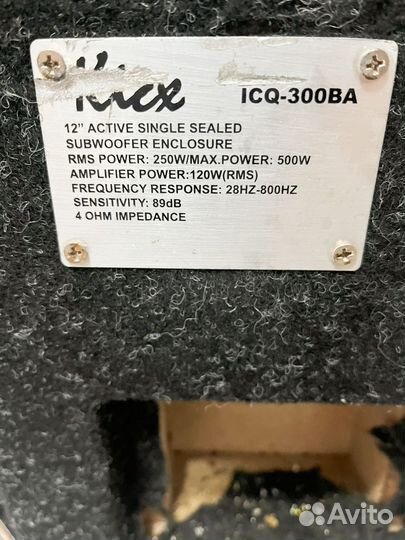 Kicx
ICQ-300BA
12" ACTIVE SINGLE SEALED
SUBWOOFER ENCLOSURE
RMS POWER: 250W/MAX.POWER: 500W
AMPLIFIER POWER:120W(RMS)
FREQUENCY RESPONSE: 28HZ-800HZ
SENSITIVITY: 89dB
4 OHM IMPEDANCE
Avito